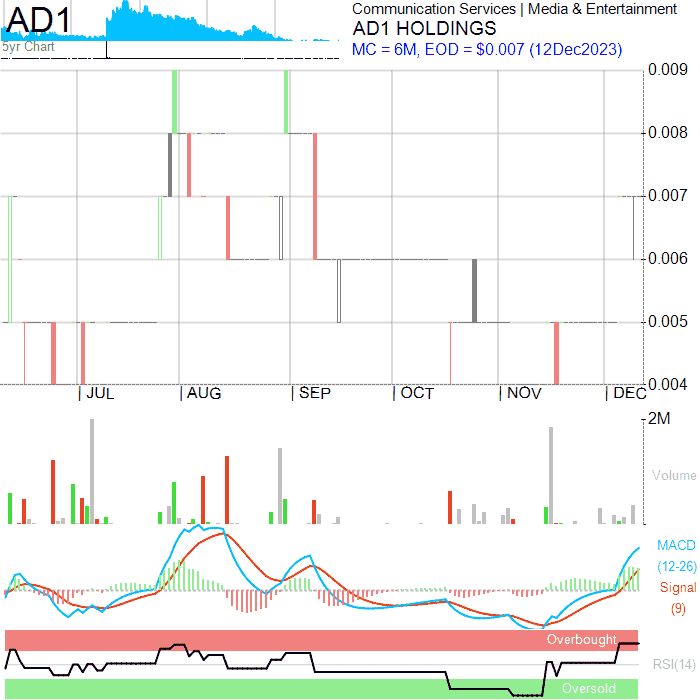 AD1
5yr Chart
Communication Services | Media & Entertainment
AD1 HOLDINGS
MC = 6M, EOD = $0.007 (12Dec2023)
0.009
0.008
0.007
0.006
0.005
0.004
JUL AUG SEP OCT NOV DEC
2M
Volume
MACD
(12-26)
Signal
(9)
Overbought
RSI(14)
Oversold